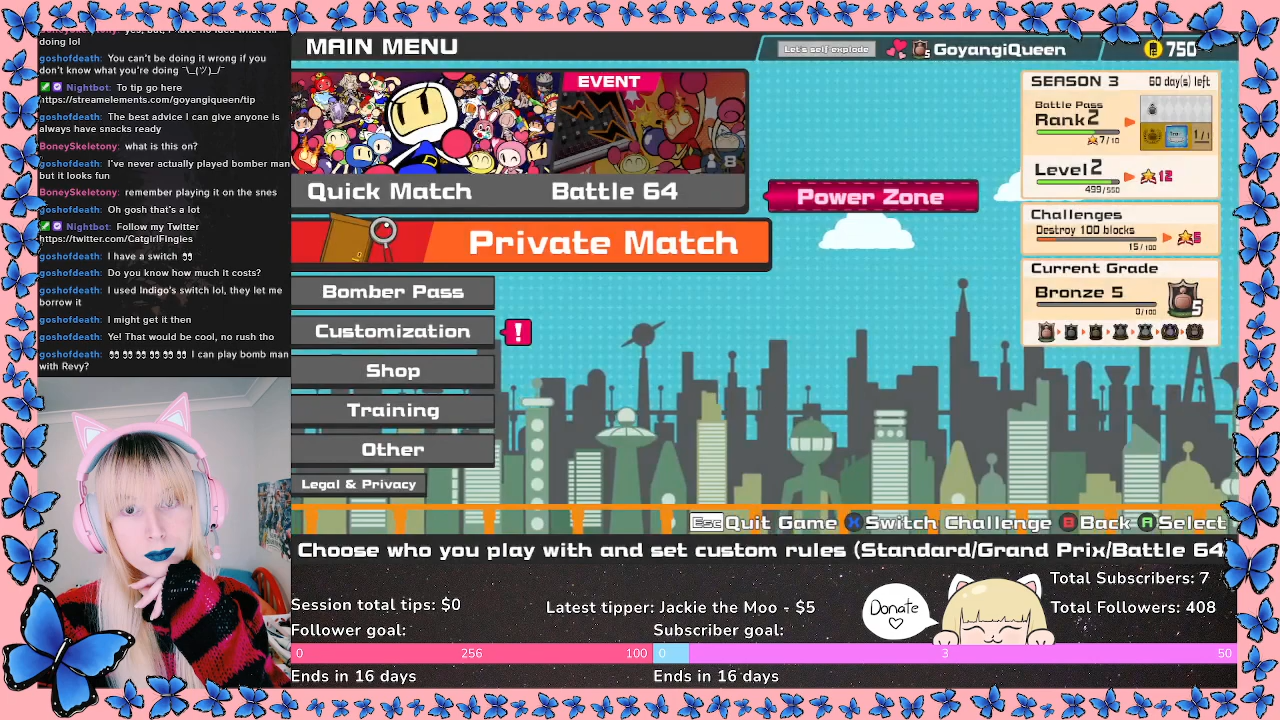 doing lol
goshofdeath: You can't be doing it wrong if you
don't know what you're doing ¯\_(ツ)_/¯
Nightbot: To tip go here
https://streamelements.com/goyangiqueen/tip
goshofdeath: The best advice I can give anyone is
always have snacks ready
BoneySkeletony: what is this on?
goshofdeath: I've never actually played bomber man
but it looks fun
BoneySkeletony: remember playing it on the snes
Nightbot: Follow my Twitter
goshofdeath: I have a switch 👀
goshofdeath: Do you know how much It costs?
goshofdeath: I used Indigo's switch lol, they let me
borrow it
goshofdeath: I might get it then
goshofdeath: Ye! That would be cool, no rush tho
goshofdeath: 👀 👀 👀 👀 👀 👀 I can play bomb man
with Revy?
MAIN MENU
Let's self explode
5
GoyangiQueen
750
EVENT
8
Quick Match
Battle 64
Power Zone
Private Match
Bomber Pass
Customization
!
Shop
Training
Other
Legal & Privacy
SEASON 3
60 day(s) left
Battle Pass
Rank 2
7/10
1/1
Level 2
499/550
12
Challenges
Destroy 100 blocks
15/100
5
Current Grade
Bronze 5
0/100
5
Esc Quit Game X Switch Challenge B Back A Select
Choose who you play with and set custom rules (Standard/Grand Prix/Battle 64
Session total tips: $0
Latest tipper: Jackie the Moo - $5
Donate
Total Subscribers: 7
Total Followers: 408
Follower goal:
Subscriber goal:
0 256 100
0 3 50
Ends in 16 days
Ends in 16 days